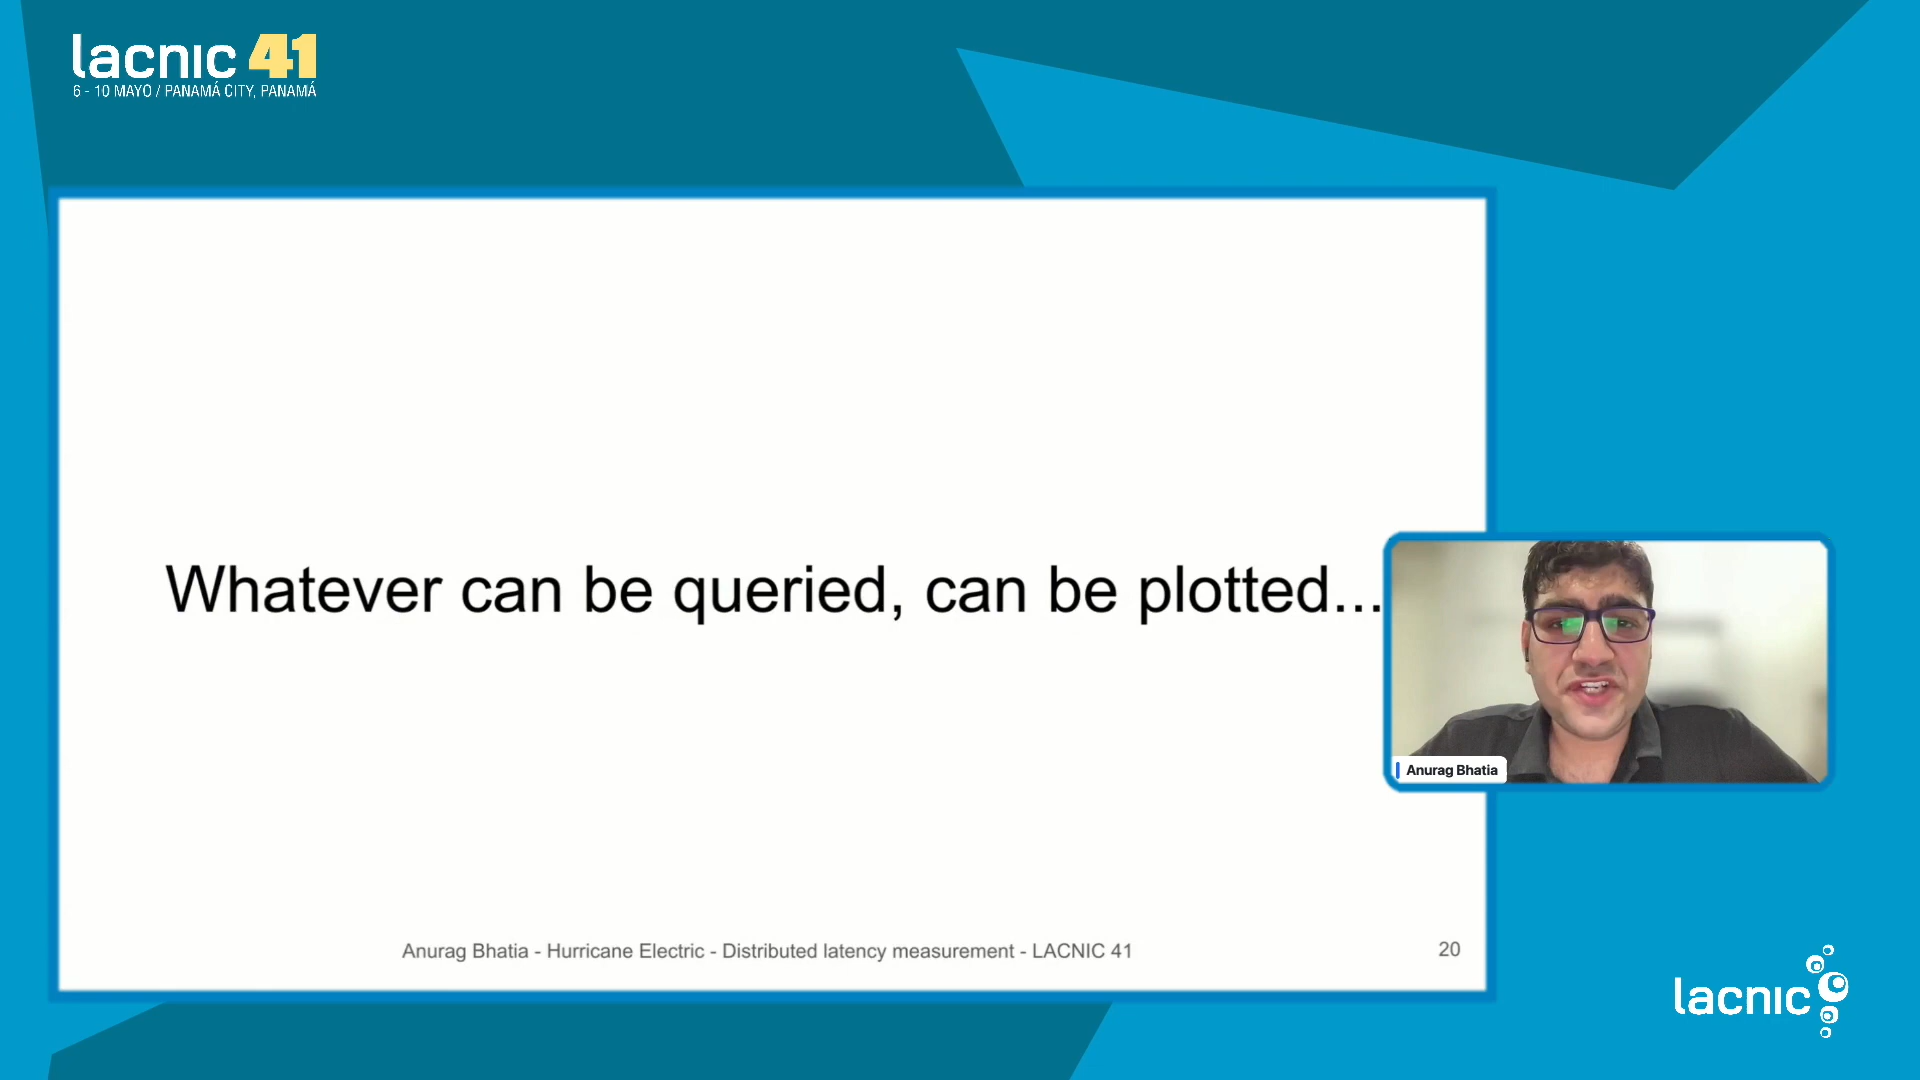 lacnic 41
6 - 10 MAYO / PANAMÁ CITY, PANAMÁ
Whatever can be queried, can be plotted...
Anurag Bhatia
Anurag Bhatia - Hurricane Electric - Distributed latency measurement - LACNIC 41
20
lacnic